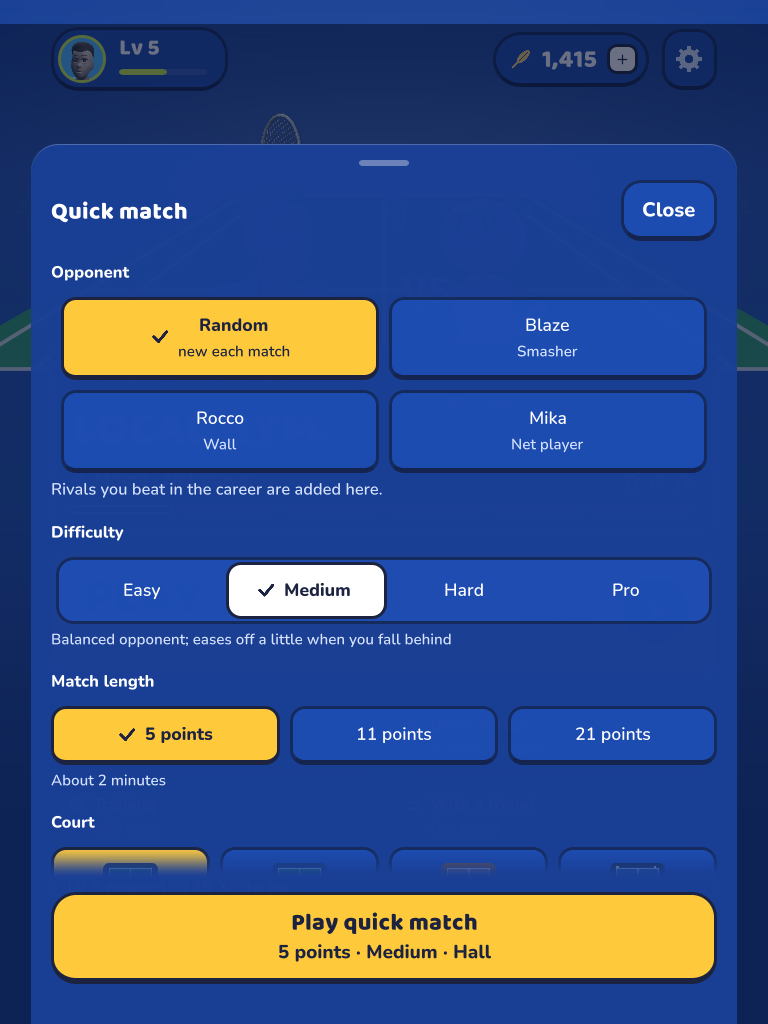 Lv 5
1,415
+
Quick match
Close
Opponent
Random
new each match
Blaze
Smasher
Rocco
Wall
Mika
Net player
Rivals you beat in the career are added here.
Difficulty
Easy
Medium
Hard
Pro
Balanced opponent; eases off a little when you fall behind
Match length
5 points
11 points
21 points
About 2 minutes
Court
Play quick match
5 points · Medium · Hall